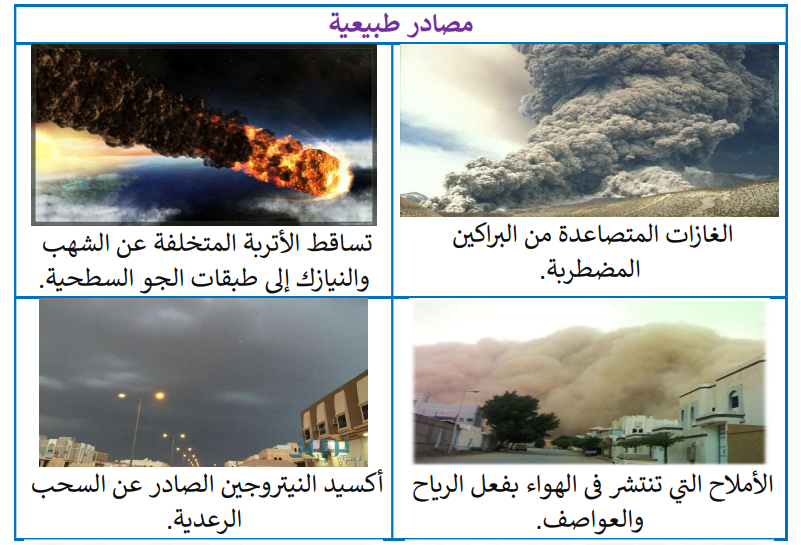 مصادر طبيعية
الغازات المتصاعدة من البراكين
المضطربة.
تساقط الأتربة المتخلفة عن الشهب
والنيازك إلى طبقات الجو السطحية.
الأملاح التي تنتشر فى الهواء بفعل الرياح
والعواصف.
أكسيد النيتروجين الصادر عن السحب
الرعدية.